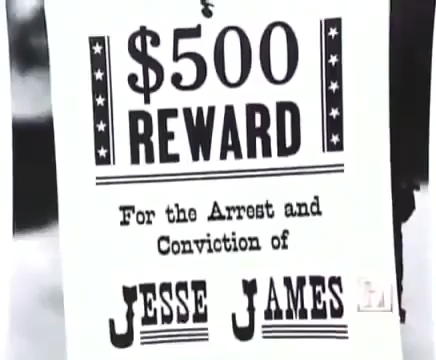 $500
REWARD
For the Arrest and
Conviction of
JESSE JAMES